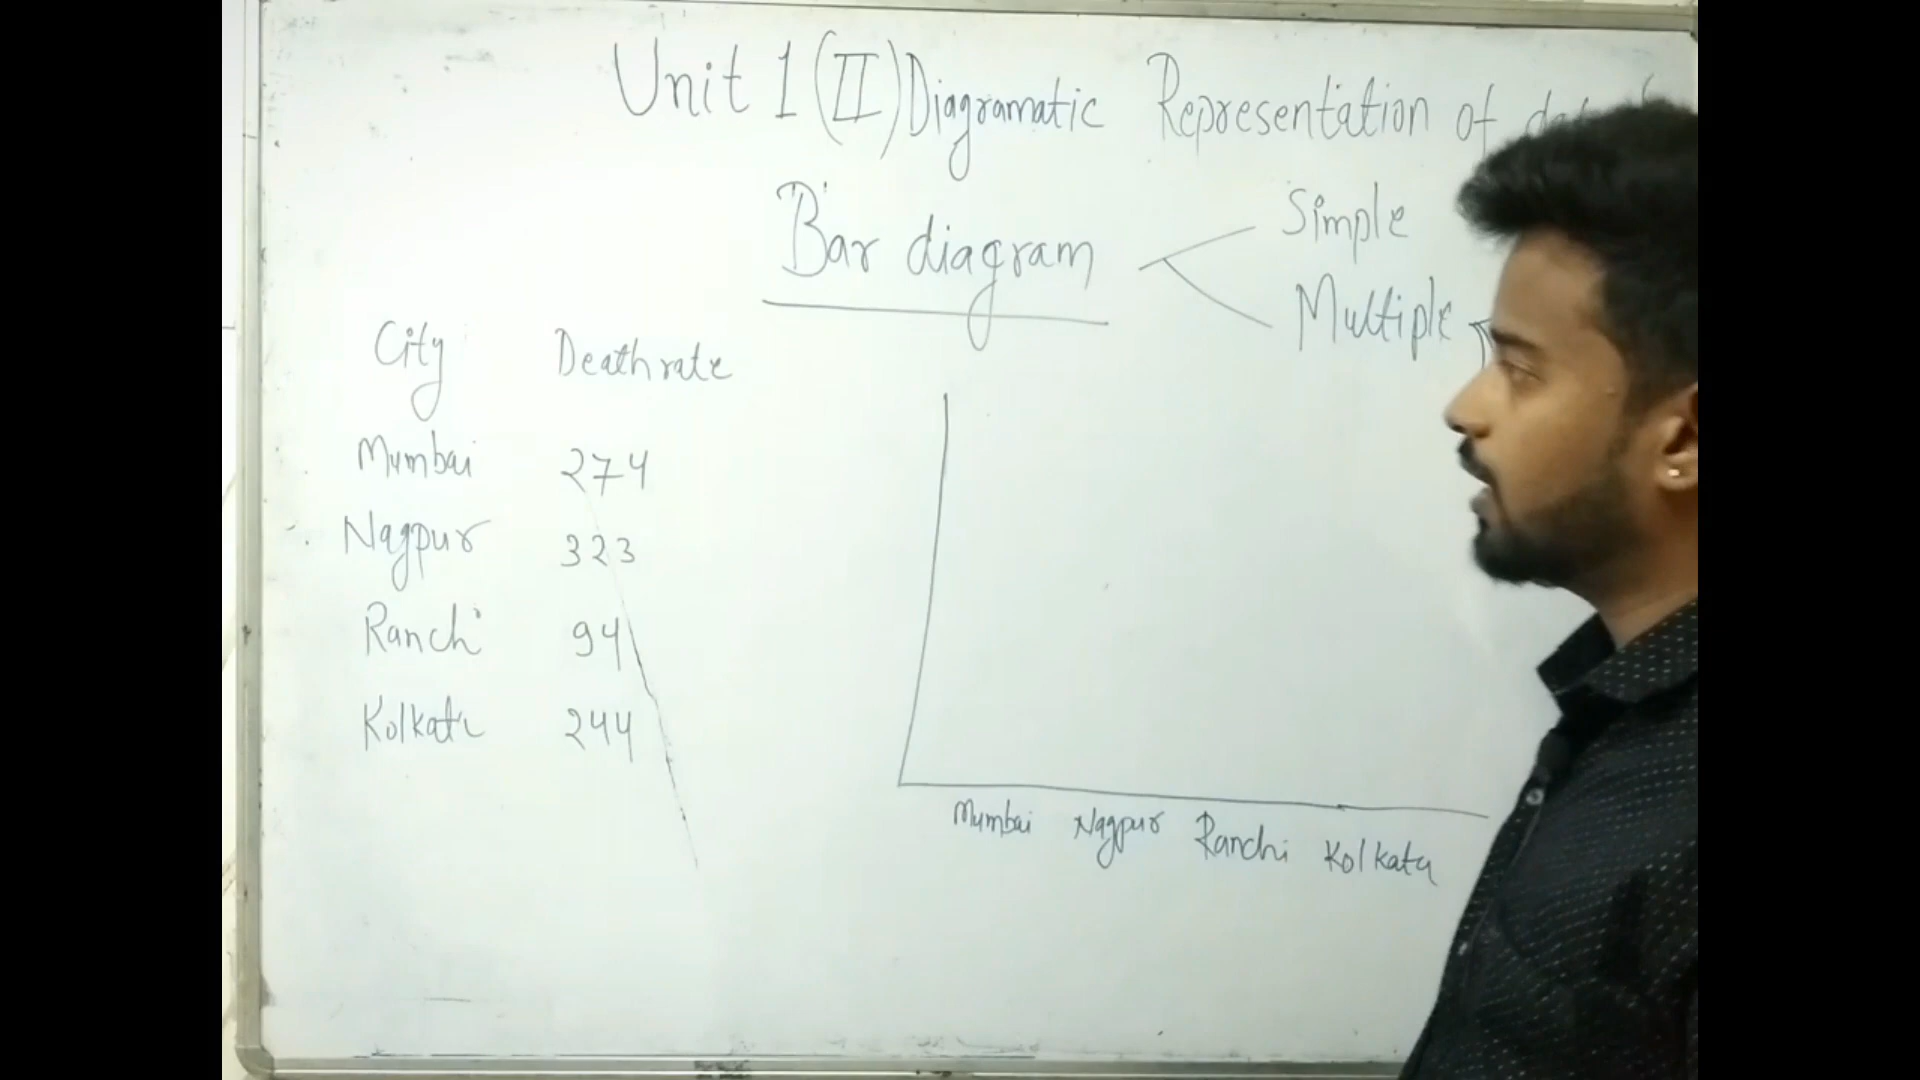 Unit 1 (II) Diagramatic Representation of
Bar diagram
Simple
Multiple
City Deathrate
Mumbai 274
Nagpur 323
Ranchi 94
Kolkata 244
Mumbai Nagpur Ranchi Kolkata